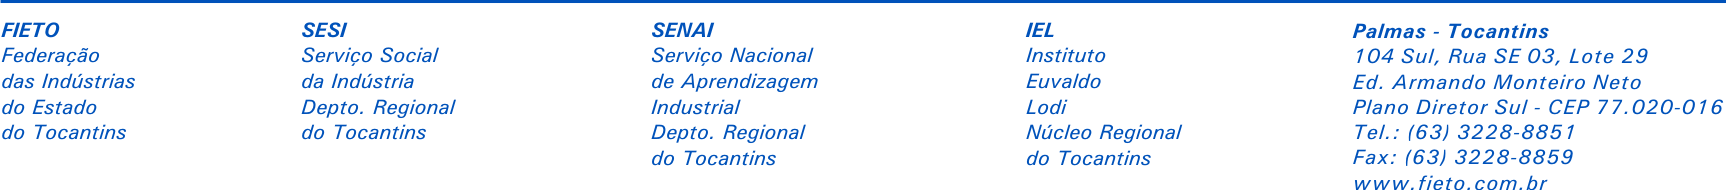 FIETO
Federação
das Indústrias
do Estado
do Tocantins
SESI
Serviço Social
da Indústria
Depto. Regional
do Tocantins
SENAI
Serviço Nacional
de Aprendizagem
Industrial
Depto. Regional
do Tocantins
IEL
Instituto
Euvaldo
Lodi
Núcleo Regional
do Tocantins
Palmas - Tocantins
104 Sul, Rua SE 03, Lote 29
Ed. Armando Monteiro Neto
Plano Diretor Sul - CEP 77.020-016
Tel.: (63) 3228-8851
Fax: (63) 3228-8859
www.fieto.com.br